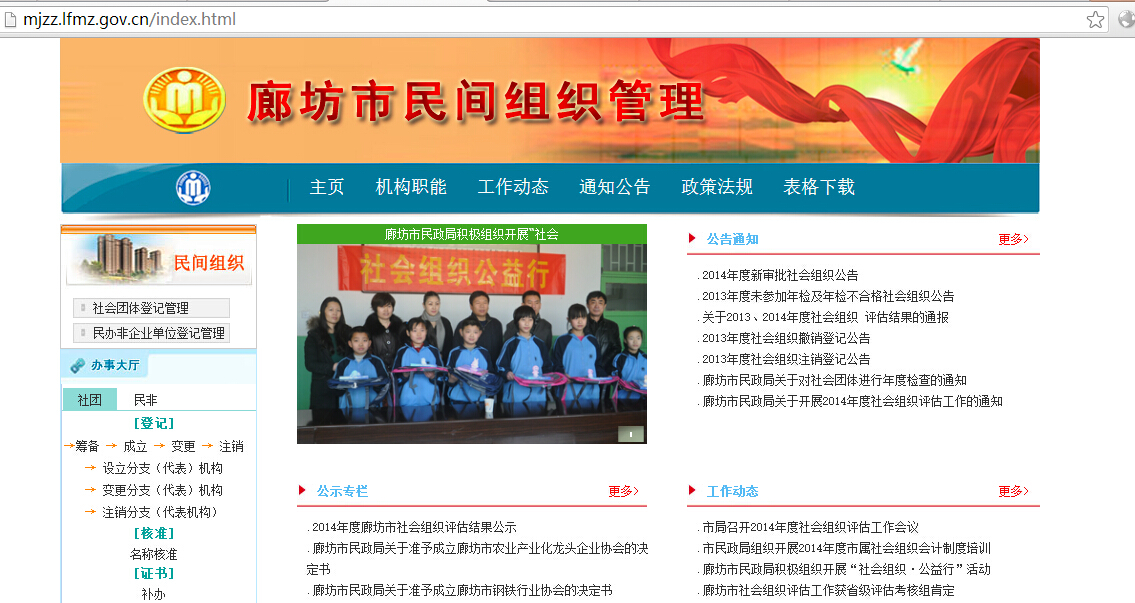 mjzz.lfmz.gov.cn/index.html
廊坊市民间组织管理
主页 机构职能 工作动态 通知公告 政策法规 表格下载
民间组织
社会团体登记管理
民办非企业单位登记管理
办事大厅
社团 民非
[登记]
→筹备 → 成立 → 变更 → 注销
→ 设立分支（代表）机构
→ 变更分支（代表）机构
→ 注销分支（代表机构）
[核准]
名称核准
[证书]
补办
廊坊市民政局积极组织开展"社会
社会组织公益行
1
公告通知 更多>
. 2014年度新审批社会组织公告
. 2013年度未参加年检及年检不合格社会组织公告
. 关于2013、2014年度社会组织 评估结果的通报
. 2013年度社会组织撤销登记公告
. 2013年度社会组织注销登记公告
. 廊坊市民政局关于对社会团体进行年度检查的通知
. 廊坊市民政局关于开展2014年度社会组织评估工作的通知
公示专栏 更多>
. 2014年度廊坊市社会组织评估结果公示
. 廊坊市民政局关于准予成立廊坊市农业产业化龙头企业协会的决
定书
. 廊坊市民政局关于准予成立廊坊市钢铁行业协会的决定书
工作动态 更多>
. 市局召开2014年度社会组织评估工作会议
. 市民政局组织开展2014年度市属社会组织会计制度培训
. 廊坊市民政局积极组织开展“社会组织·公益行”活动
. 廊坊市社会组织评估工作获省级评估考核组肯定